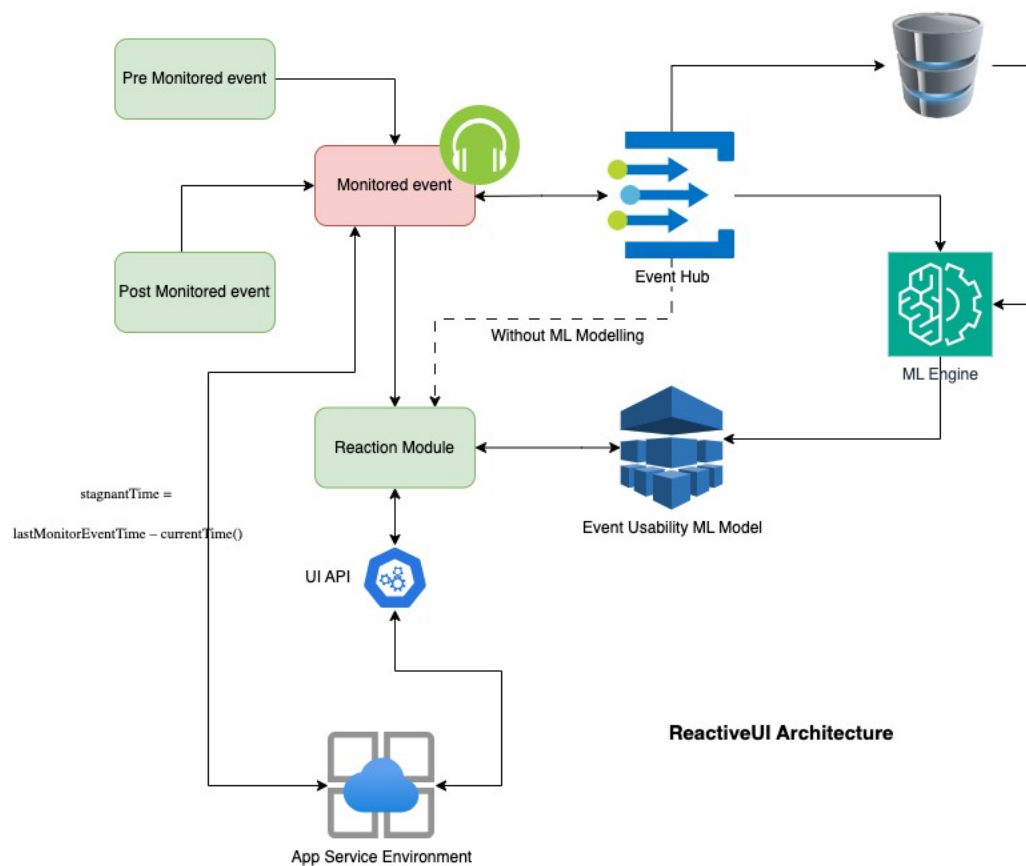 Pre Monitored event
Monitored event
Post Monitored event
Event Hub
Without ML Modelling
ML Engine
Reaction Module
stagnantTime =
lastMonitorEventTime – currentTime()
Event Usability ML Model
UI API
ReactiveUI Architecture
App Service Environment